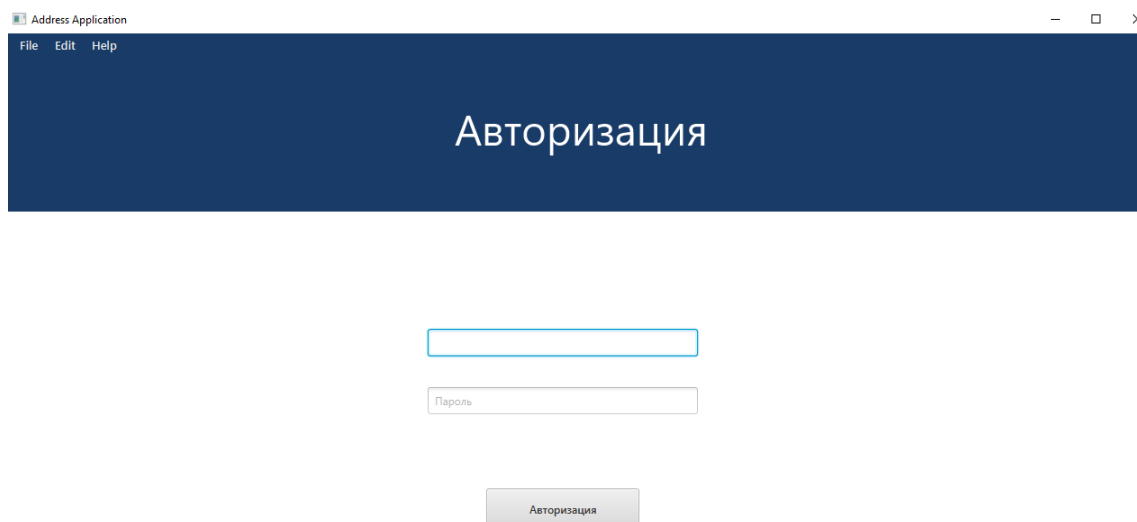 Address Application
File Edit Help
Авторизация
Пароль
Авторизация